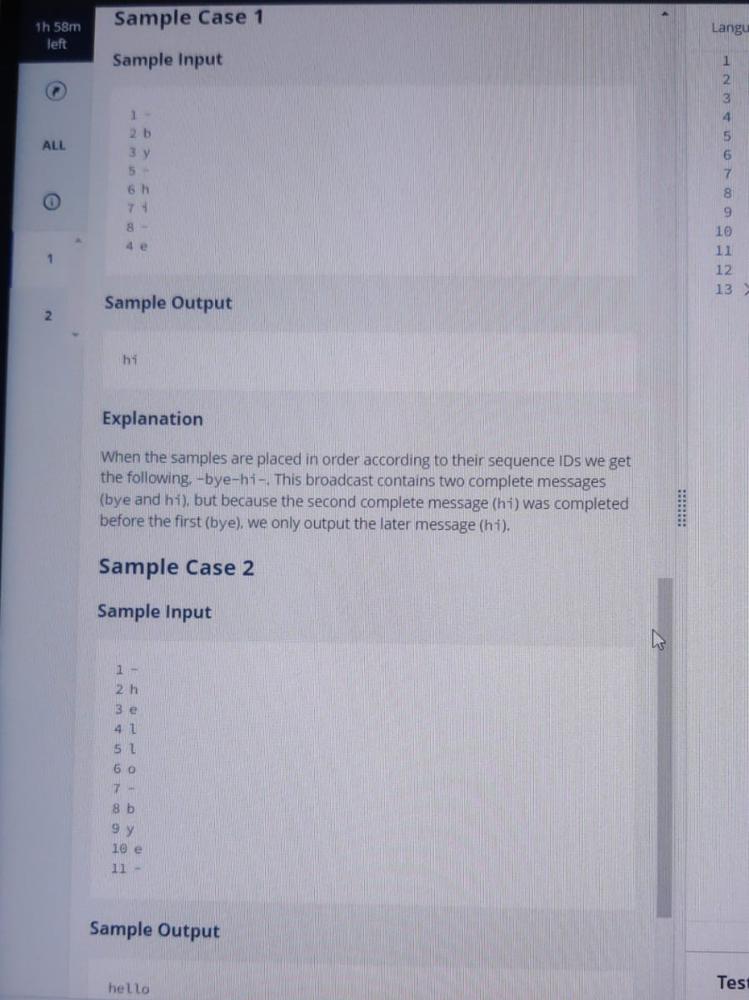 1h 58m
left
ALL
1
2
Sample Case 1
Sample Input
1 -
2 b
3 y
5 -
6 h
7 i
8 -
4 e
Sample Output
hi
Explanation
When the samples are placed in order according to their sequence IDs we get
the following, -bye-hi-. This broadcast contains two complete messages
(bye and hi), but because the second complete message (hi) was completed
before the first (bye), we only output the later message (hi).
Sample Case 2
Sample Input
1 -
2 h
3 e
4 l
5 l
6 o
7 -
8 b
9 y
10 e
11 -
Sample Output
hello
Langu
1
2
3
4
5
6
7
8
9
10
11
12
13 >
Test